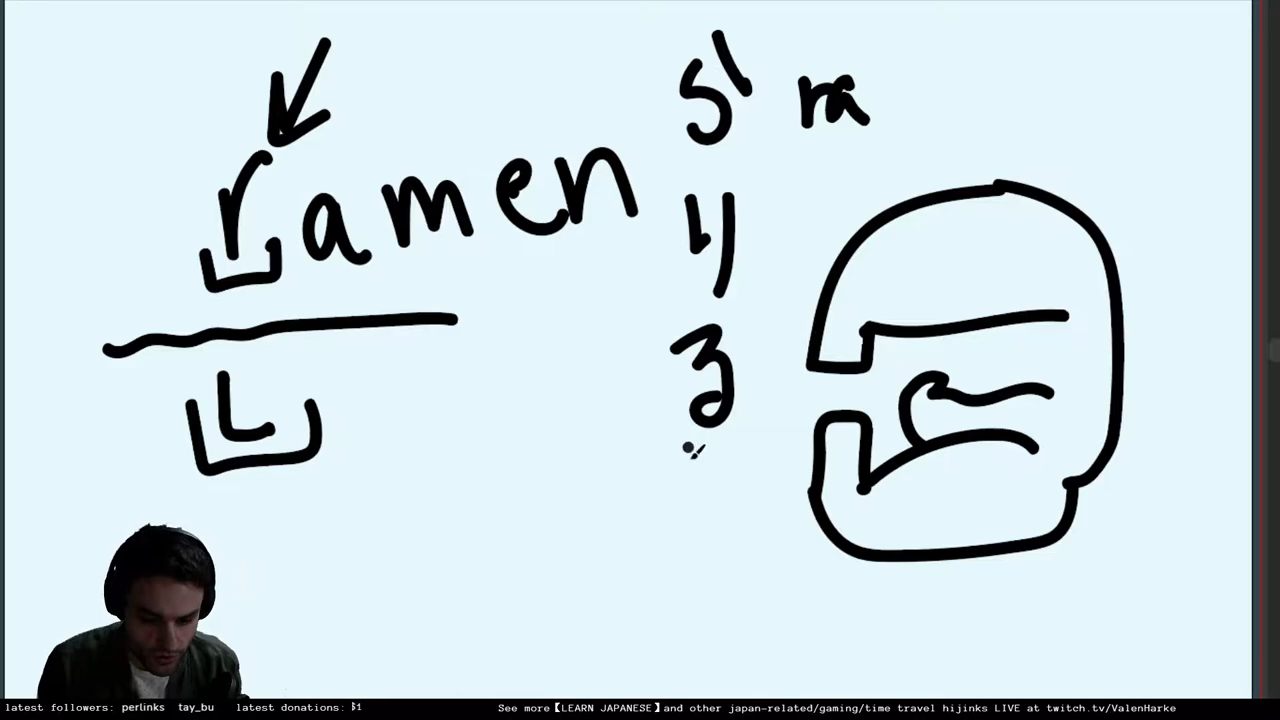 ramen
L
ら ra
り
る
latest followers: perlinks tay_bu latest donations: $1 See more【LEARN JAPANESE】and other japan-related/gaming/time travel hijinks LIVE at twitch.tv/ValenHarke